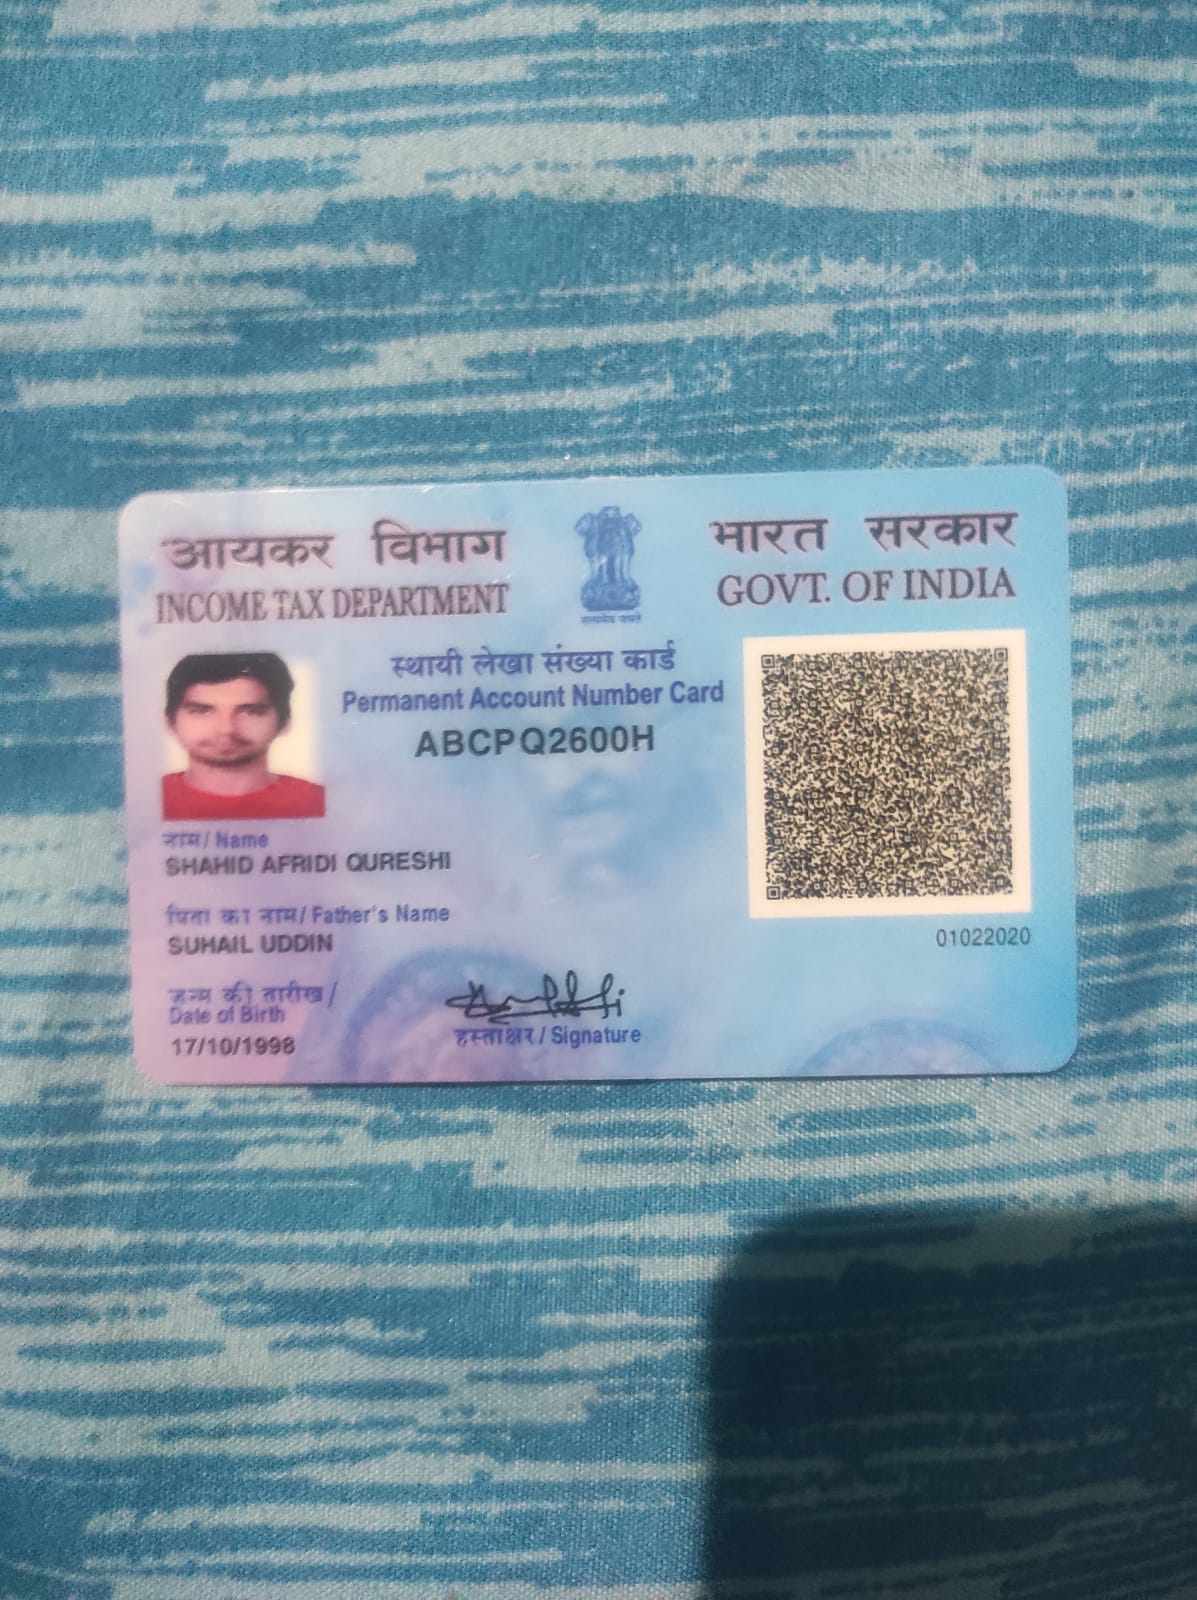 आयकर विभाग
INCOME TAX DEPARTMENT
सत्यमेव जयते
भारत सरकार
GOVT. OF INDIA
स्थायी लेखा संख्या कार्ड
Permanent Account Number Card
ABCPQ2600H
नाम / Name
SHAHID AFRIDI QURESHI
पिता का नाम / Father's Name
SUHAIL UDDIN
जन्म की तारीख /
Date of Birth
17/10/1998
हस्ताक्षर / Signature
01022020